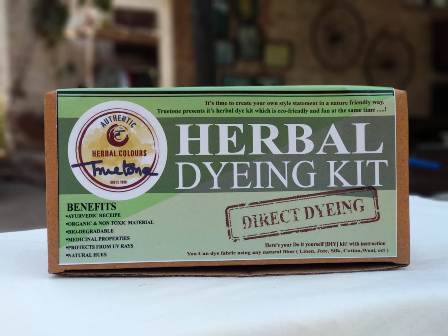 It's time to create your own style statement in a nature friendly way.
Truetone presents it's herbal dye kit which is eco-friendly and fun at the same time ....!
AUTHENTIC
HERBAL COLOURS
Truetone
HERBAL
DYEING KIT
DIRECT DYEING
BENEFITS
•AYURVEDIC RECEIPE
•ORGANIC & NON TOXIC MATERIAL
•BIO-DEGRADABLE
•MEDICINAL PROPERTIES
•PROTECTS FROM UV RAYS
•NATURAL HUES
Here's your Do it yourself [DIY] kit! with instruction
You Can dye fabric using any natural fiber ( Linen, Jute, Silk, Cotton,Wool, ect )